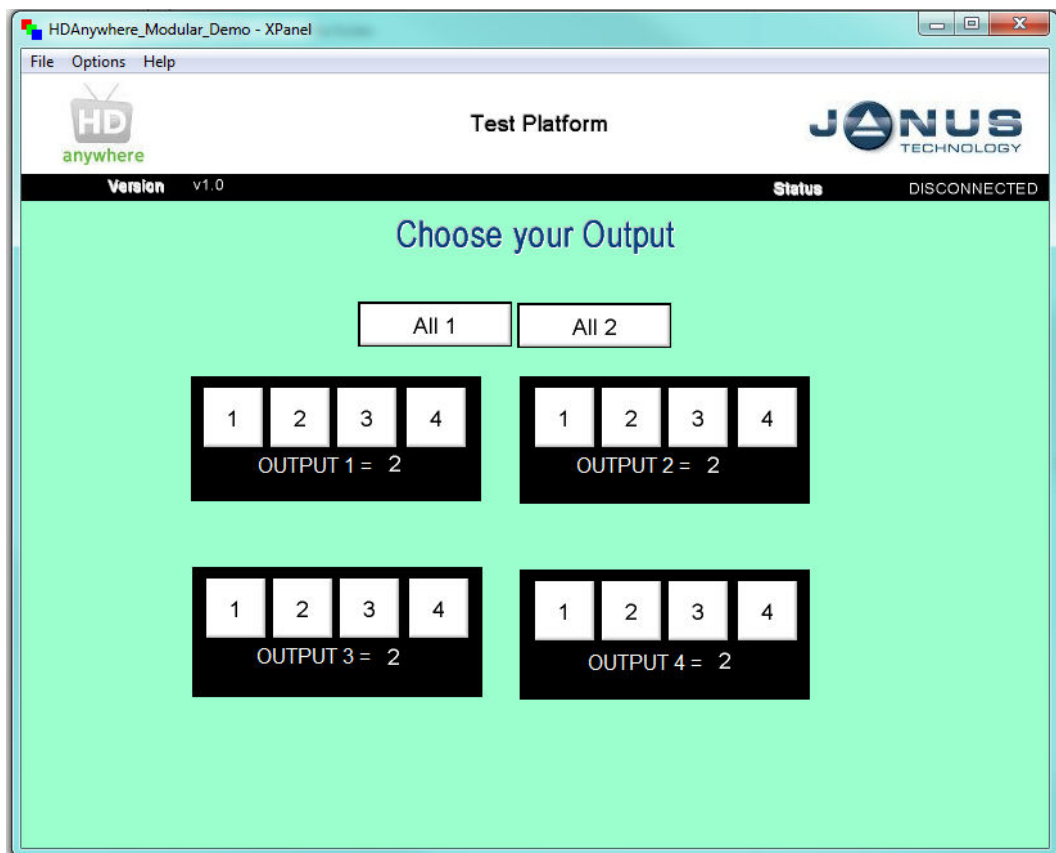 HDAnywhere_Modular_Demo - XPanel
File Options Help
HD
anywhere
Test Platform
JANUS
TECHNOLOGY
Version v1.0 Status DISCONNECTED
Choose your Output
All 1 All 2
1 2 3 4 1 2 3 4
OUTPUT 1 = 2 OUTPUT 2 = 2
1 2 3 4 1 2 3 4
OUTPUT 3 = 2 OUTPUT 4 = 2